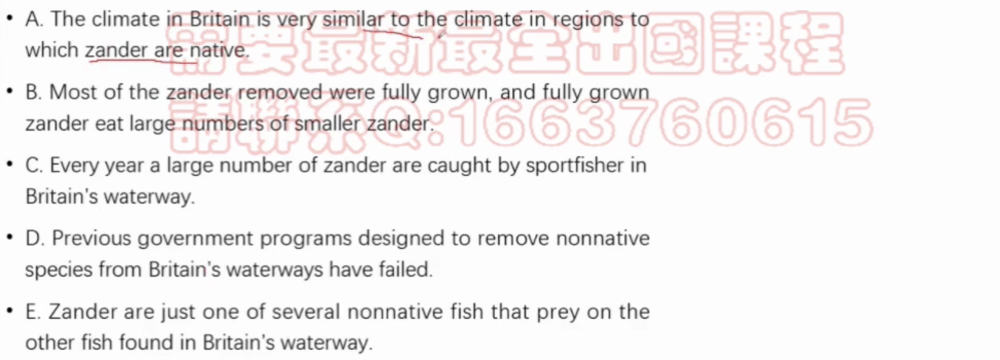 • A. The climate in Britain is very similar to the climate in regions to
which zander are native.
• B. Most of the zander removed were fully grown, and fully grown
zander eat large numbers of smaller zander.
• C. Every year a large number of zander are caught by sportfisher in
Britain's waterway.
• D. Previous government programs designed to remove nonnative
species from Britain's waterways have failed.
• E. Zander are just one of several nonnative fish that prey on the
other fish found in Britain's waterway.
需要最新最全出國課程
請聯系Q:1663760615